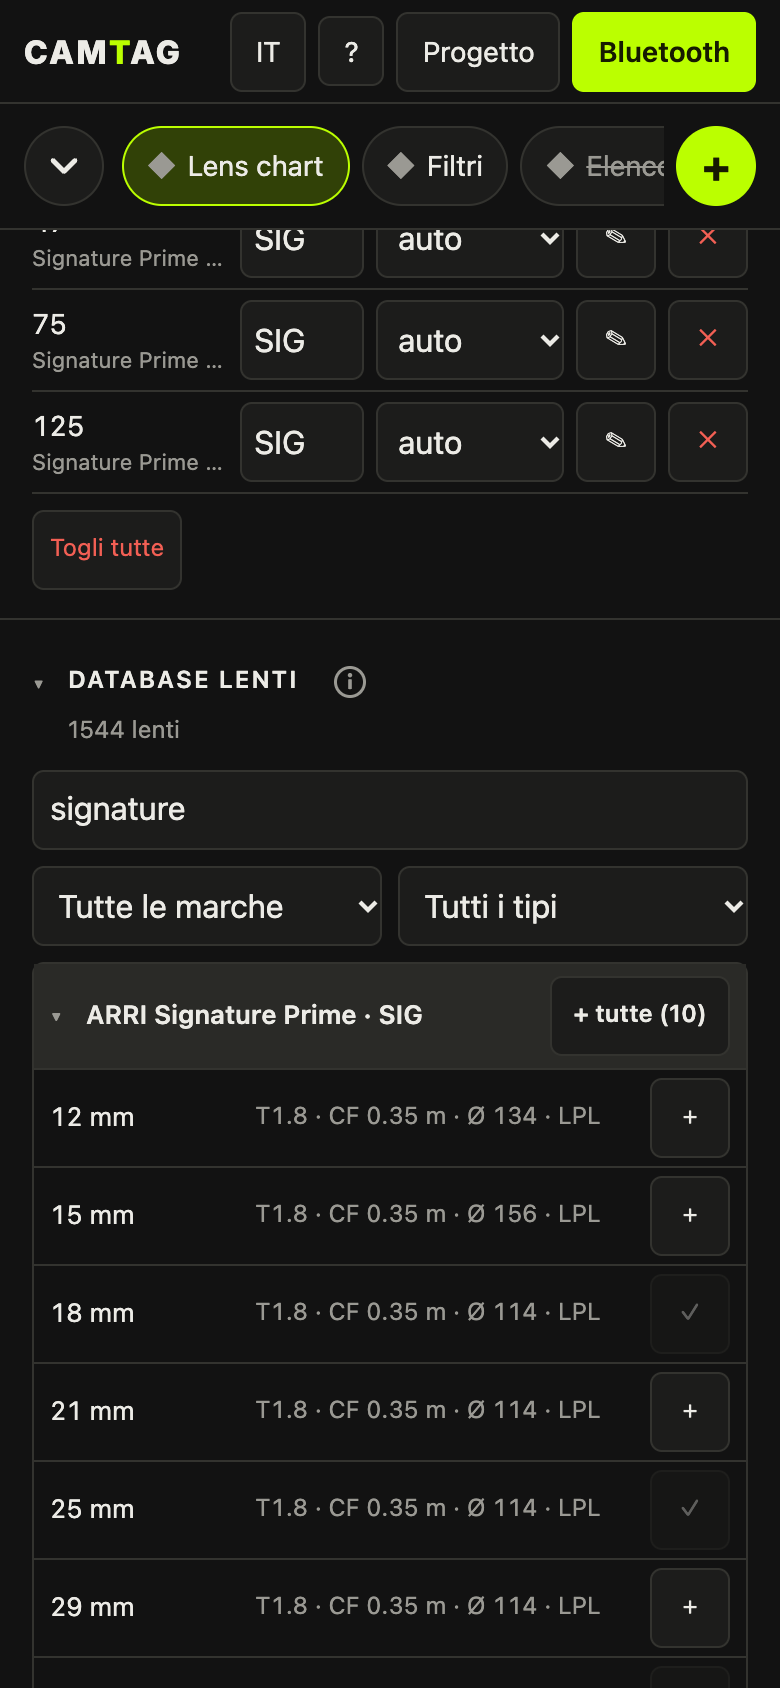 CAMTAG
IT
?
Progetto
Bluetooth
Lens chart
Filtri
+
Signature Prime ...
SIG
auto
75
Signature Prime ...
SIG
auto
125
Signature Prime ...
SIG
auto
Togli tutte
DATABASE LENTI
1544 lenti
signature
Tutte le marche
Tutti i tipi
ARRI Signature Prime · SIG
+ tutte (10)
12 mm
T1.8 · CF 0.35 m · Ø 134 · LPL
+
15 mm
T1.8 · CF 0.35 m · Ø 156 · LPL
+
18 mm
T1.8 · CF 0.35 m · Ø 114 · LPL
✓
21 mm
T1.8 · CF 0.35 m · Ø 114 · LPL
+
25 mm
T1.8 · CF 0.35 m · Ø 114 · LPL
✓
29 mm
T1.8 · CF 0.35 m · Ø 114 · LPL
+